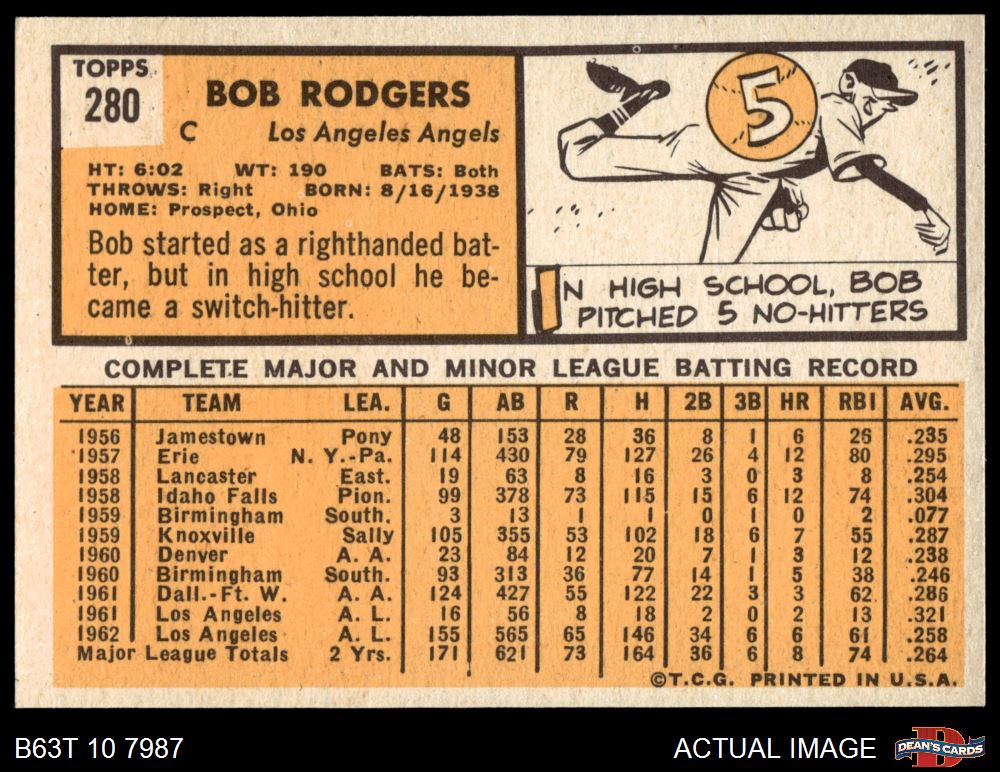 TOPPS
280
BOB RODGERS
C Los Angeles Angels
HT: 6:02 WT: 190 BATS: Both
THROWS: Right BORN: 8/16/1938
HOME: Prospect, Ohio
Bob started as a righthanded bat-
ter, but in high school he be-
came a switch-hitter.
5
IN HIGH SCHOOL, BOB
PITCHED 5 NO-HITTERS
COMPLETE MAJOR AND MINOR LEAGUE BATTING RECORD
YEAR TEAM LEA. G AB R H 2B 3B HR RBI AVG.
1956 Jamestown Pony 48 153 28 36 8 1 6 26 .235
1957 Erie N. Y.-Pa. 114 430 79 127 26 4 12 80 .295
1958 Lancaster East. 19 63 8 16 3 0 3 8 .254
1958 Idaho Falls Pion. 99 378 73 115 15 6 12 74 .304
1959 Birmingham South. 3 13 1 1 0 1 0 2 .077
1959 Knoxville Sally 105 355 53 102 18 6 7 55 .287
1960 Denver A. A. 23 84 12 20 7 1 3 12 .238
1960 Birmingham South. 93 313 36 77 14 1 5 38 .246
1961 Dall.-Ft. W. A. A. 124 427 55 122 22 3 3 62 .286
1961 Los Angeles A. L. 16 56 8 18 2 0 2 13 .321
1962 Los Angeles A. L. 155 565 65 146 34 6 6 61 .258
Major League Totals 2 Yrs. 171 621 73 164 36 6 8 74 .264
©T.C.G. PRINTED IN U.S.A.
B63T 10 7987 ACTUAL IMAGE
DEAN'S CARDS